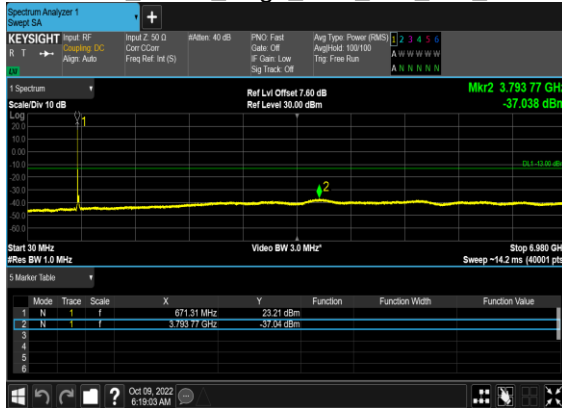 Spectrum Analyzer 1
Swept SA
+
KEYSIGHT Input: RF Input Z: 50 Ω #Atten: 40 dB PNO: Fast Avg Type: Power (RMS) 1 2 3 4 5 6
R T Coupling: DC Corr CCorr Gate: Off Avg|Hold: 100/100 A W W W W W
Align: Auto Freq Ref: Int (S) IF Gain: Low Trig: Free Run
LU Sig Track: Off A N N N N N
1 Spectrum Ref Lvl Offset 7.60 dB Mkr2 3.793 77 GHz
Scale/Div 10 dB Ref Level 30.00 dBm -37.038 dBm
Log
1
20.0
10.0
0.00
-10.0
DL1 -13.00 dB
-20.0
-30.0
2
-40.0
-50.0
-60.0
Start 30 MHz Video BW 3.0 MHz* Stop 6.980 GH
#Res BW 1.0 MHz Sweep ~14.2 ms (40001 pts
5 Marker Table
Mode Trace Scale X Y Function Function Width Function Value
1 N 1 f 671.31 MHz 23.21 dBm
2 N 1 f 3.793 77 GHz -37.04 dBm
3
4
5
6
? Oct 09, 2022
6:19:03 AM